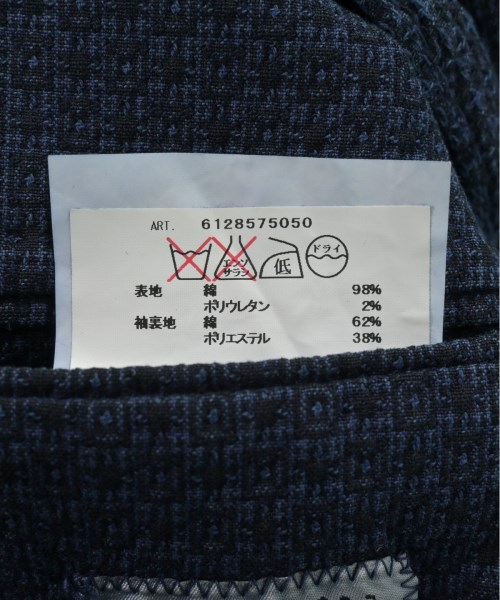 ART. 6128575050
エンソ
サラシ
低
ドライ
表地 綿 98%
ポリウレタン 2%
袖裏地 綿 62%
ポリエステル 38%